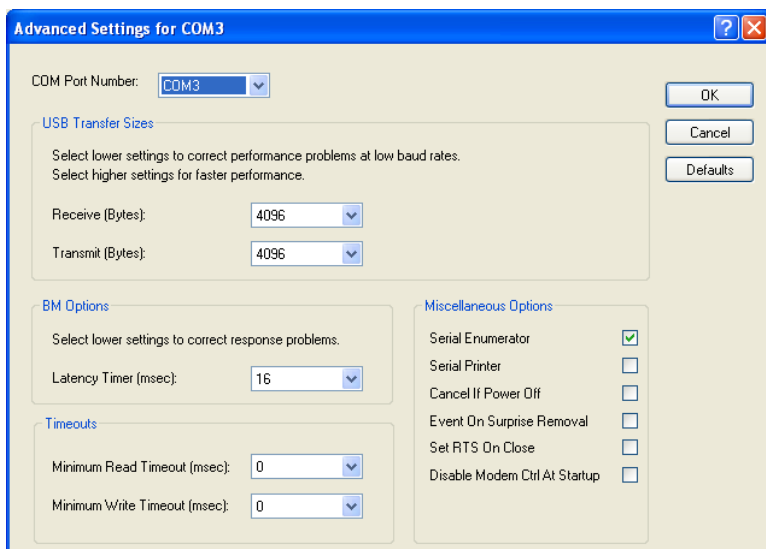 Advanced Settings for COM3
COM Port Number: COM3
OK
Cancel
Defaults
USB Transfer Sizes
Select lower settings to correct performance problems at low baud rates.
Select higher settings for faster performance.
Receive (Bytes): 4096
Transmit (Bytes): 4096
BM Options
Select lower settings to correct response problems.
Latency Timer (msec): 16
Timeouts
Minimum Read Timeout (msec): 0
Minimum Write Timeout (msec): 0
Miscellaneous Options
Serial Enumerator
Serial Printer
Cancel If Power Off
Event On Surprise Removal
Set RTS On Close
Disable Modem Ctrl At Startup